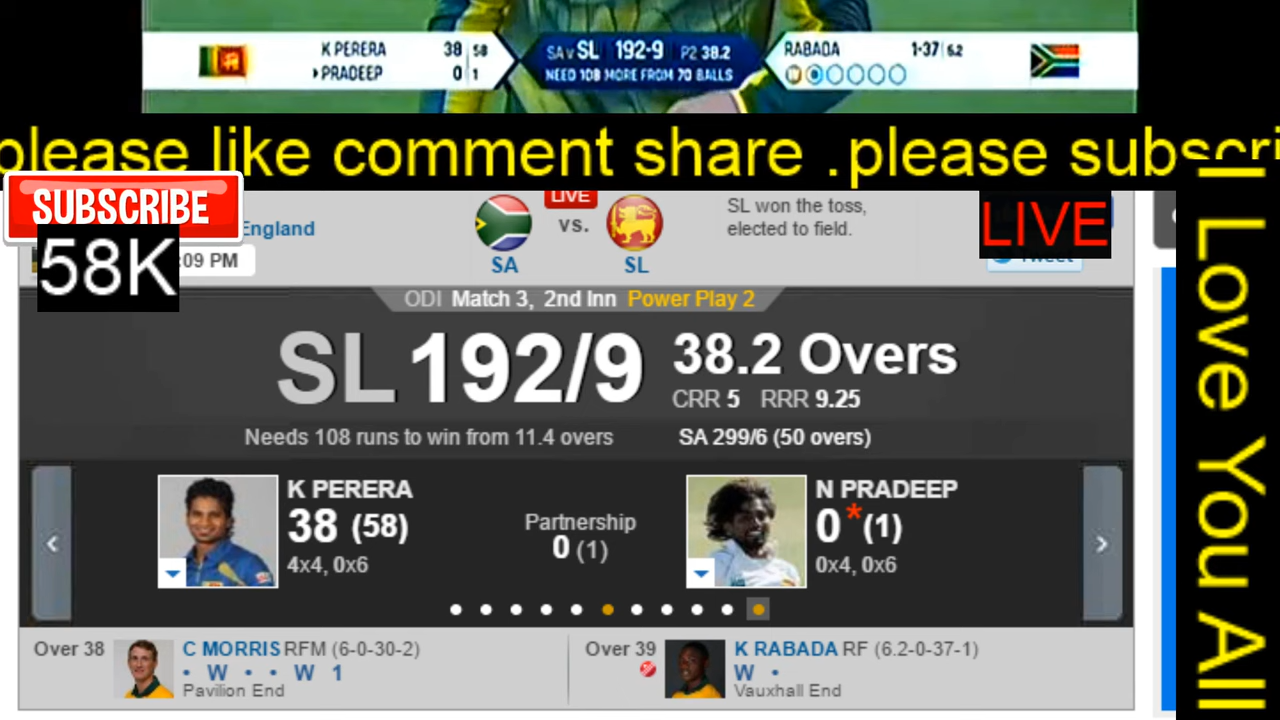 K PERERA 38 58
PRADEEP 0 1
SA v SL 192-9 P2 38.2
NEED 108 MORE FROM 70 BALLS
RABADA 1-37 6.2
please like comment share .please subscri
SUBSCRIBE
58K
England
:09 PM
LIVE
vs.
SA
SL
SL won the toss,
elected to field.
LIVE
Tweet
ODI Match 3, 2nd Inn Power Play 2
SL 192/9
38.2 Overs
CRR 5 RRR 9.25
Needs 108 runs to win from 11.4 overs
SA 299/6 (50 overs)
K PERERA
38 (58)
4x4, 0x6
Partnership
0 (1)
N PRADEEP
0* (1)
0x4, 0x6
Over 38
C MORRIS RFM (6-0-30-2)
• W • • W 1
Pavilion End
Over 39
K RABADA RF (6.2-0-37-1)
W •
Vauxhall End
I Love You All